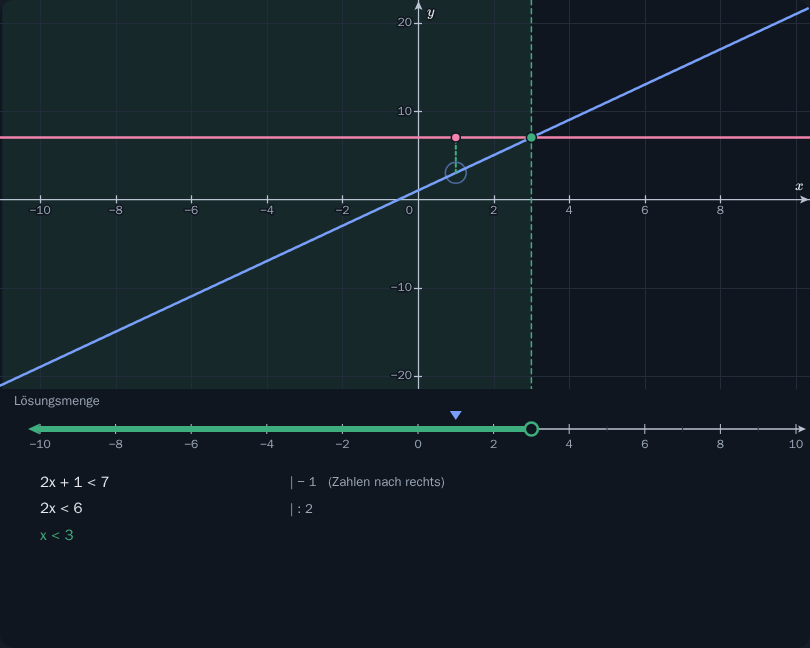 y
20
10
x
−10 −8 −6 −4 −2 0 2 4 6 8
−10
−20
Lösungsmenge
−10 −8 −6 −4 −2 0 2 4 6 8 10
2x + 1 < 7 | − 1 (Zahlen nach rechts)
2x < 6 | : 2
x < 3